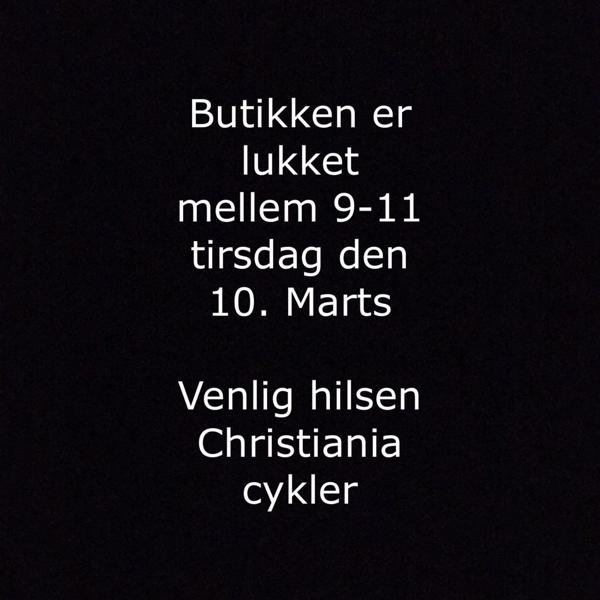 Butikken er
lukket
mellem 9-11
tirsdag den
10. Marts
Venlig hilsen
Christiania
cykler